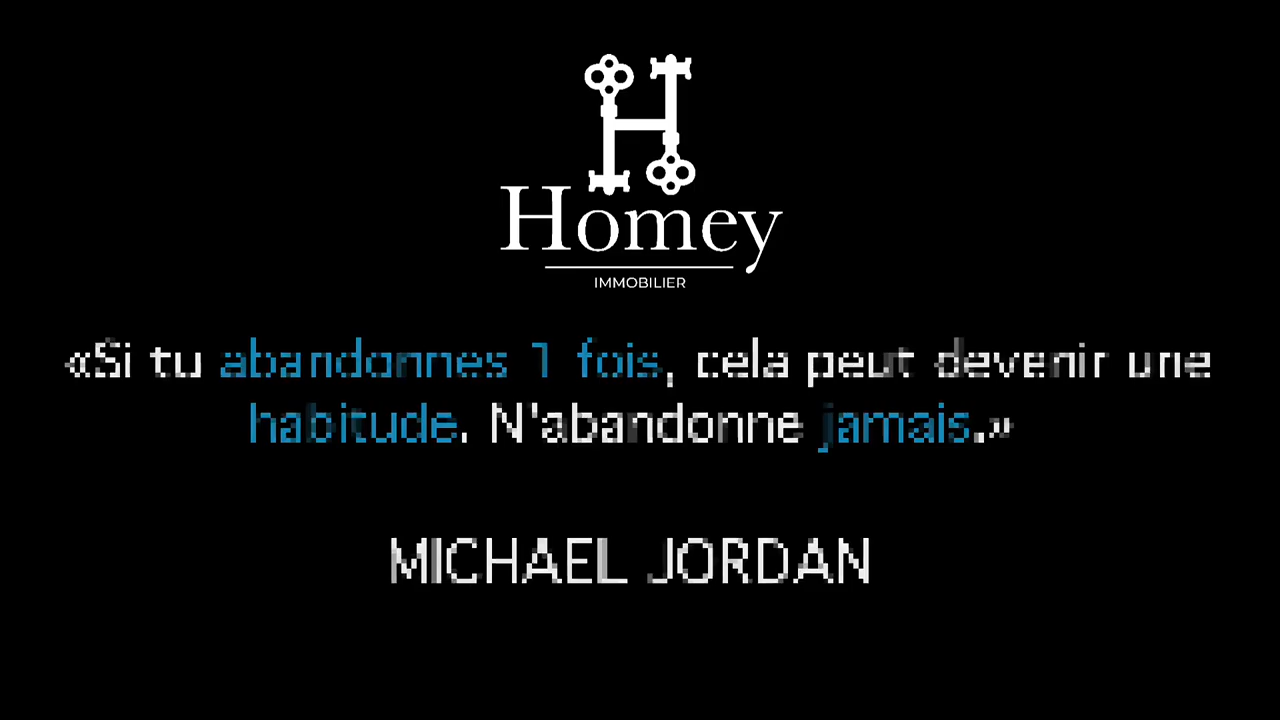 Homey
IMMOBILIER
«Si tu abandonnes 1 fois, cela peut devenir une
habitude. N'abandonne jamais.»
MICHAEL JORDAN